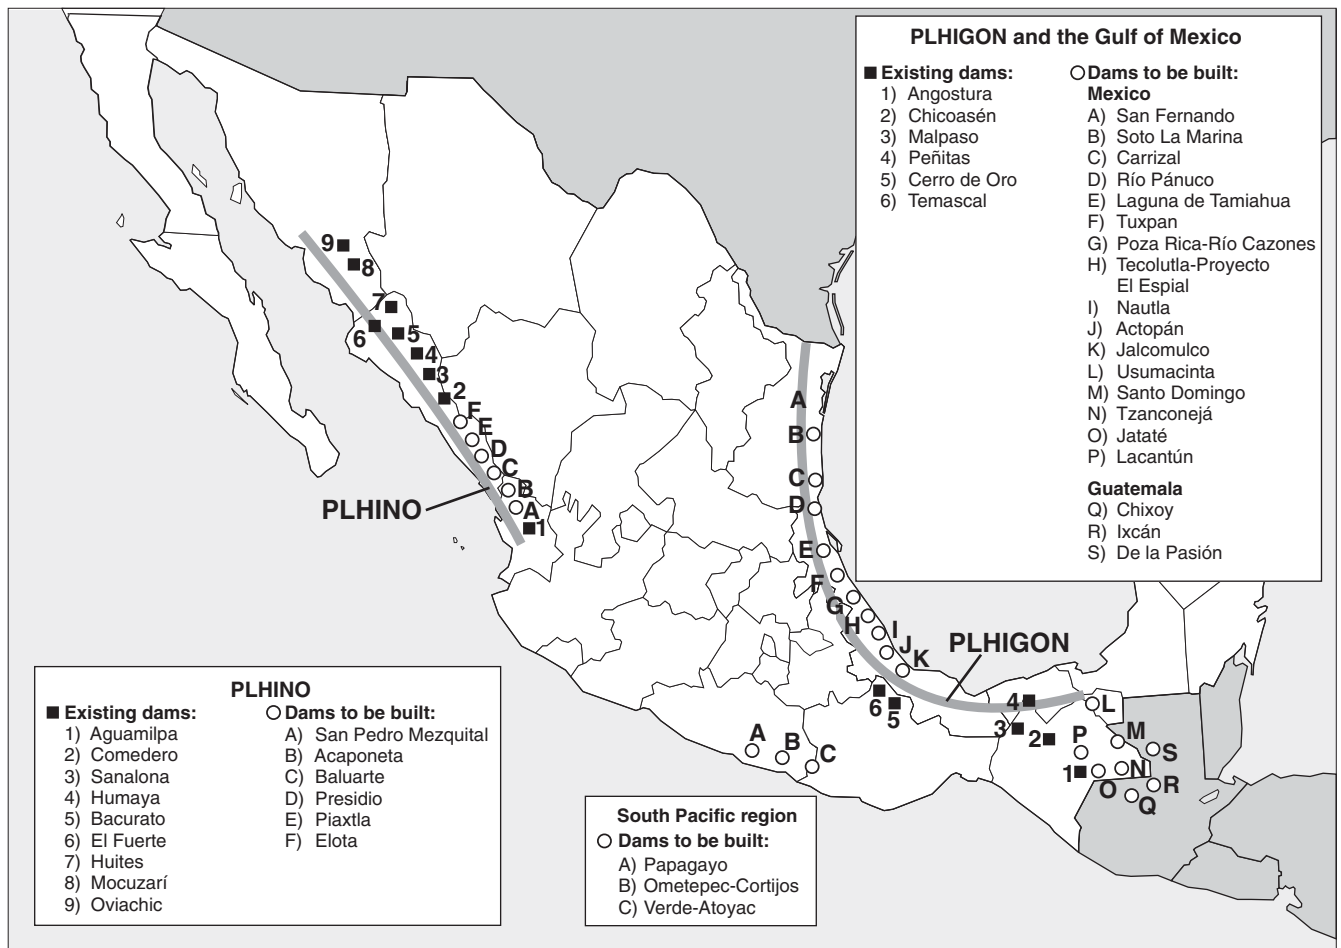 PLHIGON and the Gulf of Mexico
Existing dams:
1) Angostura
2) Chicoasén
3) Malpaso
4) Peñitas
5) Cerro de Oro
6) Temascal
Dams to be built:
Mexico
A) San Fernando
B) Soto La Marina
C) Carrizal
D) Río Pánuco
E) Laguna de Tamiahua
F) Tuxpan
G) Poza Rica-Río Cazones
H) Tecolutla-Proyecto
El Espial
I) Nautla
J) Actopán
K) Jalcomulco
L) Usumacinta
M) Santo Domingo
N) Tzanconejá
O) Jataté
P) Lacantún
Guatemala
Q) Chixoy
R) Ixcán
S) De la Pasión
9
8
7
6
5
4
3
2
F
E
D
C
B
A
1
PLHINO
A
B
C
D
E
F
G
H
I
J
K
PLHIGON
6
5
4
3
2
1
L
M
S
P
N
O
R
Q
A
B
C
PLHINO
Existing dams:
1) Aguamilpa
2) Comedero
3) Sanalona
4) Humaya
5) Bacurato
6) El Fuerte
7) Huites
8) Mocuzarí
9) Oviachic
Dams to be built:
A) San Pedro Mezquital
B) Acaponeta
C) Baluarte
D) Presidio
E) Piaxtla
F) Elota
South Pacific region
Dams to be built:
A) Papagayo
B) Ometepec-Cortijos
C) Verde-Atoyac